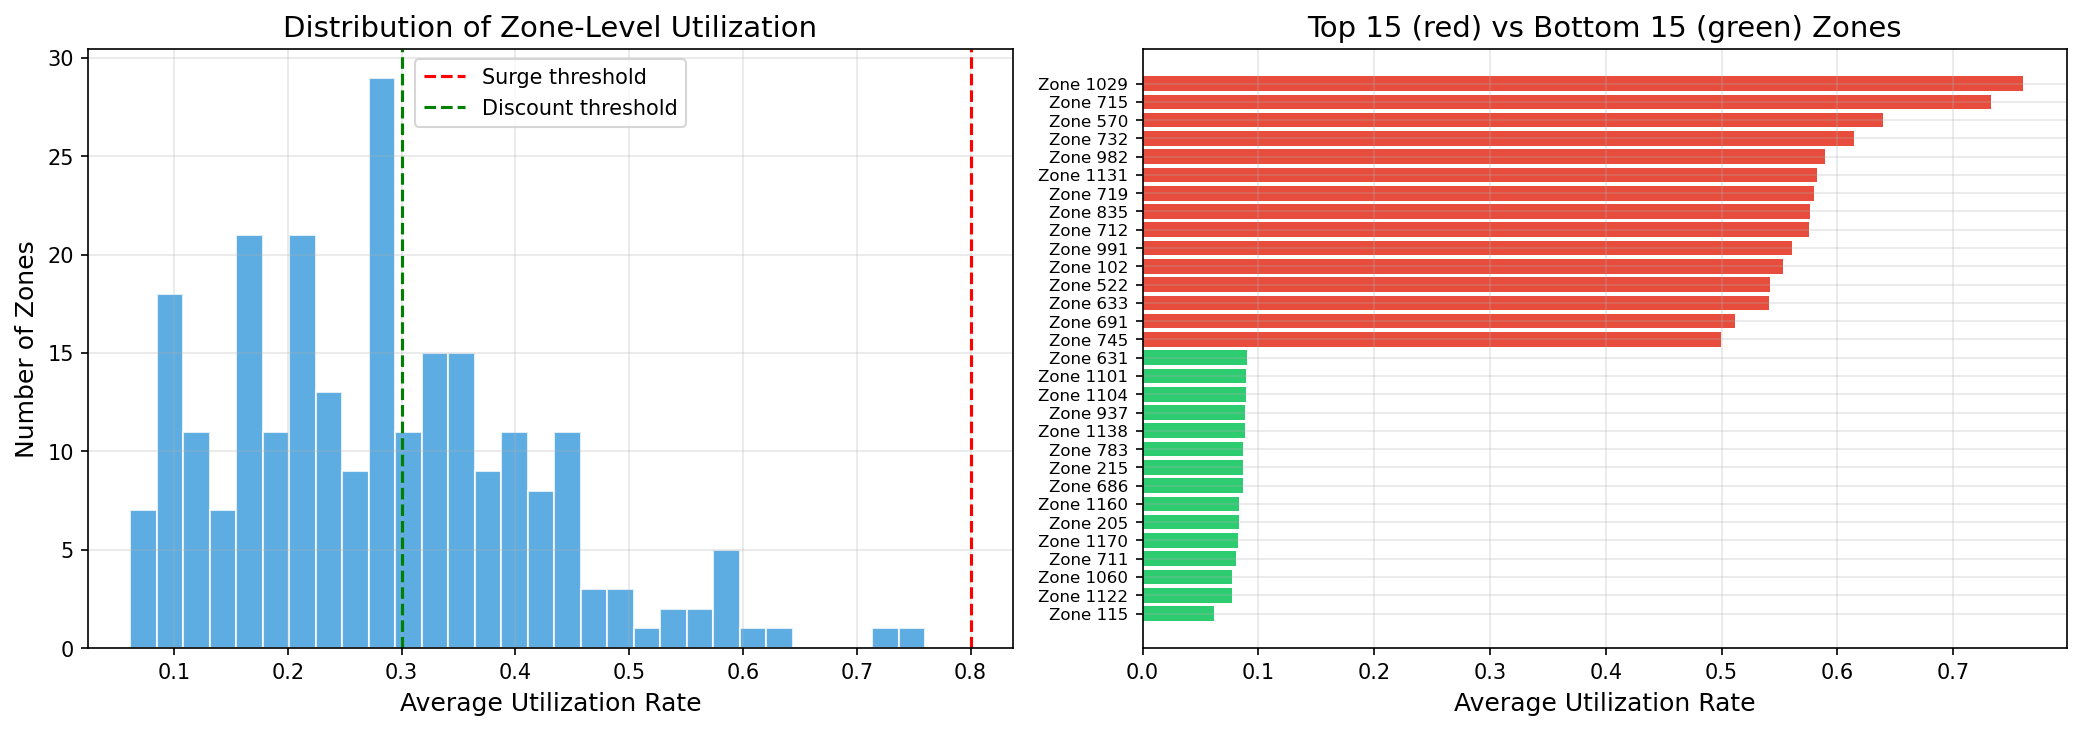 Distribution of Zone-Level Utilization
30
25
20
15
10
5
0
Number of Zones
Surge threshold
Discount threshold
0.1 0.2 0.3 0.4 0.5 0.6 0.7 0.8
Average Utilization Rate
Top 15 (red) vs Bottom 15 (green) Zones
Zone 1029
Zone 715
Zone 570
Zone 732
Zone 982
Zone 1131
Zone 719
Zone 835
Zone 712
Zone 991
Zone 102
Zone 522
Zone 633
Zone 691
Zone 745
Zone 631
Zone 1101
Zone 1104
Zone 937
Zone 1138
Zone 783
Zone 215
Zone 686
Zone 1160
Zone 205
Zone 1170
Zone 711
Zone 1060
Zone 1122
Zone 115
0.0 0.1 0.2 0.3 0.4 0.5 0.6 0.7
Average Utilization Rate